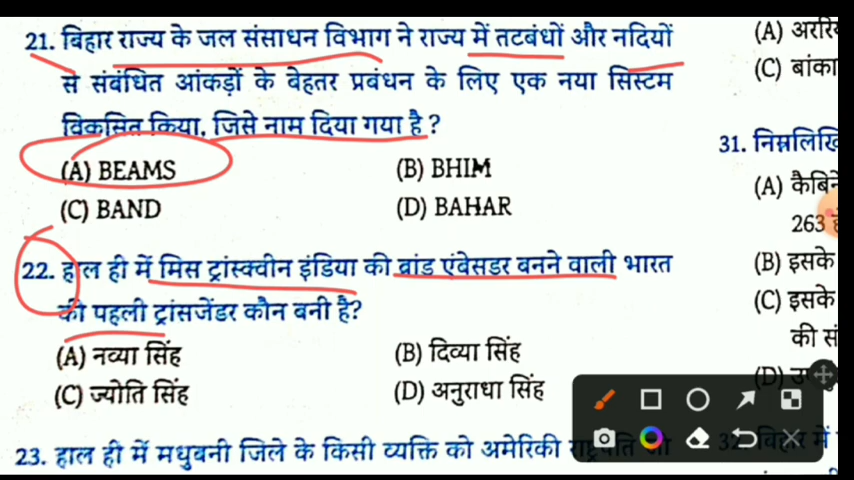 21. बिहार राज्य के जल संसाधन विभाग ने राज्य में तटबंधों और नदियों
से संबंधित आंकड़ों के बेहतर प्रबंधन के लिए एक नया सिस्टम
विकसित किया, जिसे नाम दिया गया है?
(A) BEAMS (B) BHIM
(C) BAND (D) BAHAR
22. हाल ही में मिस ट्रांसक्वीन इंडिया की ब्रांड एंबेसडर बनने वाली भारत
की पहली ट्रांसजेंडर कौन बनी है?
(A) नव्या सिंह (B) दिव्या सिंह
(C) ज्योति सिंह (D) अनुराधा सिंह
23. हाल ही में मधुबनी जिले के किसी व्यक्ति को अमेरिकी
(A)
(C) बांका
31.
(A)
263
(B) इसके
(C) इसके
की
(D)
32. बिहार में